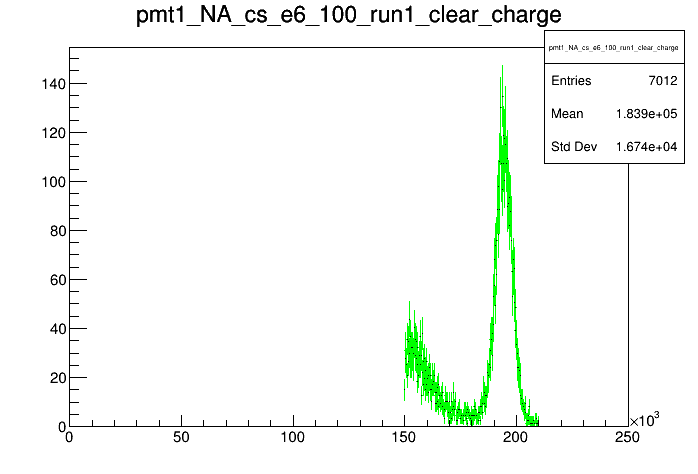 pmt1_NA_cs_e6_100_run1_clear_charge
pmt1_NA_cs_e6_100_run1_clear_charge
Entries 7012
Mean 1.839e+05
Std Dev 1.674e+04
140
120
100
80
60
40
20
0
0 50 100 150 200 250
×10³